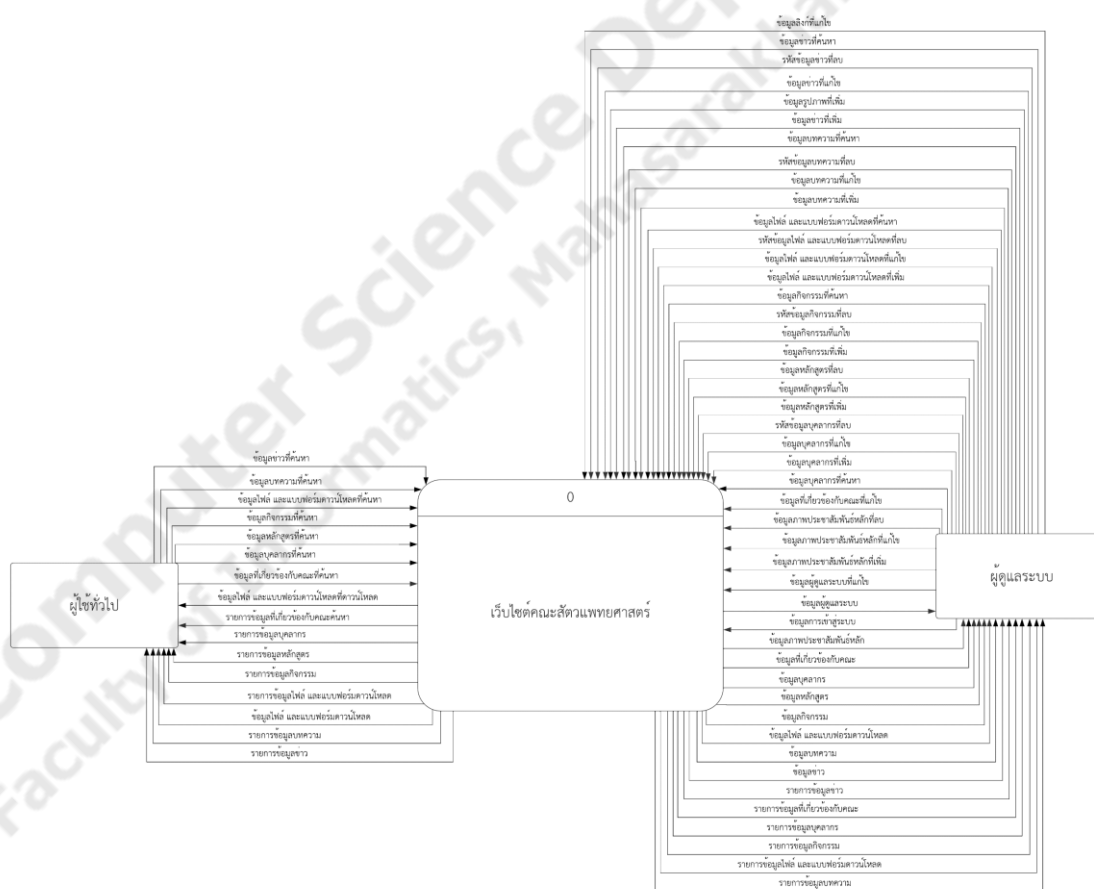 ข้อมูลลิงก์ที่แก้ไข
ข้อมูลข่าวที่ค้นหา
รหัสข้อมูลข่าวที่ลบ
ข้อมูลข่าวที่แก้ไข
ข้อมูลรูปภาพที่เพิ่ม
ข้อมูลข่าวที่เพิ่ม
ข้อมูลบทความที่ค้นหา
รหัสข้อมูลบทความที่ลบ
ข้อมูลบทความที่แก้ไข
ข้อมูลบทความที่เพิ่ม
ข้อมูลไฟล์ และแบบฟอร์มดาวน์โหลดที่ค้นหา
รหัสข้อมูลไฟล์ และแบบฟอร์มดาวน์โหลดที่ลบ
ข้อมูลไฟล์ และแบบฟอร์มดาวน์โหลดที่แก้ไข
ข้อมูลไฟล์ และแบบฟอร์มดาวน์โหลดที่เพิ่ม
ข้อมูลกิจกรรมที่ค้นหา
รหัสข้อมูลกิจกรรมที่ลบ
ข้อมูลกิจกรรมที่แก้ไข
ข้อมูลกิจกรรมที่เพิ่ม
ข้อมูลหลักสูตรที่ลบ
ข้อมูลหลักสูตรที่แก้ไข
ข้อมูลหลักสูตรที่เพิ่ม
รหัสข้อมูลบุคลากรที่ลบ
ข้อมูลบุคลากรที่แก้ไข
ข้อมูลบุคลากรที่เพิ่ม
ข้อมูลบุคลากรที่ค้นหา
ข้อมูลที่เกี่ยวข้องกับคณะที่แก้ไข
ข้อมูลภาพประชาสัมพันธ์หลักที่ลบ
ข้อมูลภาพประชาสัมพันธ์หลักที่แก้ไข
ข้อมูลภาพประชาสัมพันธ์หลักที่เพิ่ม
ข้อมูลผู้ดูแลระบบที่แก้ไข
ข้อมูลผู้ดูแลระบบ
ข้อมูลการเข้าสู่ระบบ
ข้อมูลภาพประชาสัมพันธ์หลัก
ข้อมูลที่เกี่ยวข้องกับคณะ
ข้อมูลบุคลากร
ข้อมูลหลักสูตร
ข้อมูลกิจกรรม
ข้อมูลไฟล์ และแบบฟอร์มดาวน์โหลด
ข้อมูลบทความ
ข้อมูลข่าว
รายการข้อมูลข่าว
รายการข้อมูลที่เกี่ยวข้องกับคณะ
รายการข้อมูลบุคลากร
รายการข้อมูลกิจกรรม
รายการข้อมูลไฟล์ และแบบฟอร์มดาวน์โหลด
รายการข้อมูลบทความ
ผู้ดูแลระบบ
0
เว็บไซต์คณะสัตวแพทยศาสตร์
ผู้ใช้ทั่วไป
ข้อมูลข่าวที่ค้นหา
ข้อมูลบทความที่ค้นหา
ข้อมูลไฟล์ และแบบฟอร์มดาวน์โหลดที่ค้นหา
ข้อมูลกิจกรรมที่ค้นหา
ข้อมูลหลักสูตรที่ค้นหา
ข้อมูลบุคลากรที่ค้นหา
ข้อมูลที่เกี่ยวข้องกับคณะที่ค้นหา
ข้อมูลไฟล์ และแบบฟอร์มดาวน์โหลดที่ดาวน์โหลด
รายการข้อมูลที่เกี่ยวข้องกับคณะค้นหา
รายการข้อมูลบุคลากร
รายการข้อมูลหลักสูตร
รายการข้อมูลกิจกรรม
รายการข้อมูลไฟล์ และแบบฟอร์มดาวน์โหลด
ข้อมูลไฟล์ และแบบฟอร์มดาวน์โหลด
รายการข้อมูลบทความ
รายการข้อมูลข่าว
Computer Science
Faculty of Informatics,